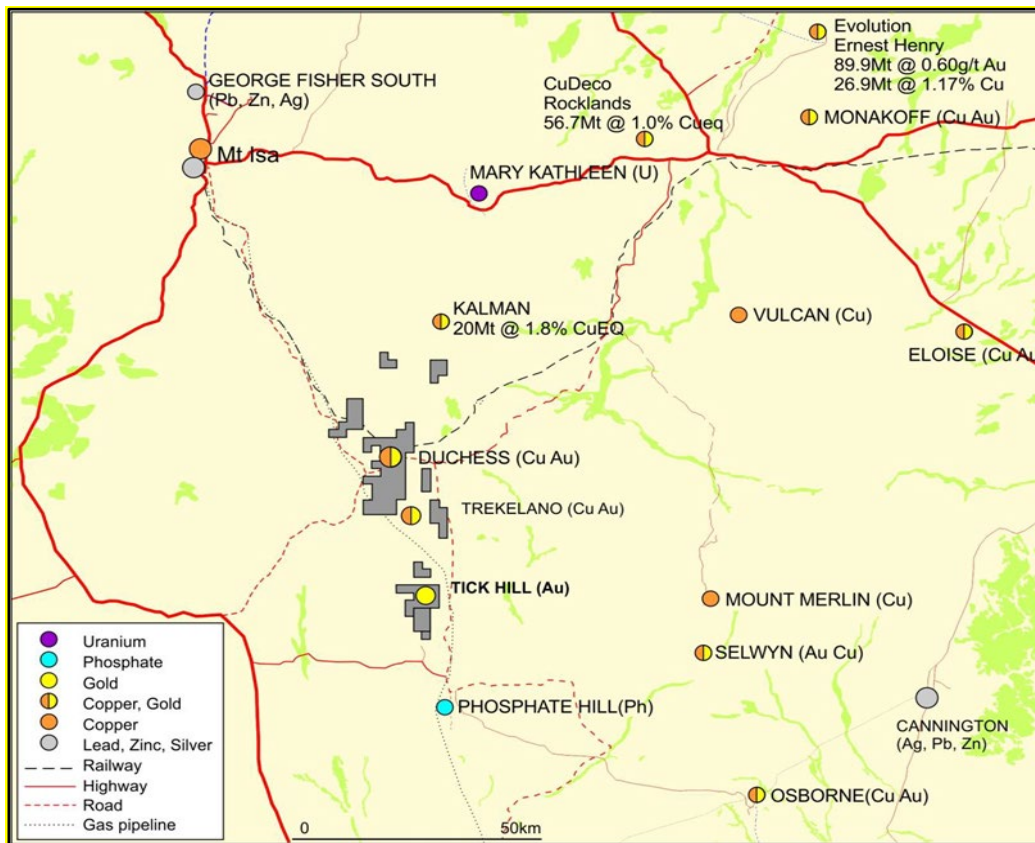 Evolution
Ernest Henry
89.9Mt @ 0.60g/t Au
26.9Mt @ 1.17% Cu
CuDeco
Rocklands
56.7Mt @ 1.0% Cueq
GEORGE FISHER SOUTH
(Pb, Zn, Ag)
MONAKOFF (Cu Au)
Mt Isa
MARY KATHLEEN (U)
KALMAN
20Mt @ 1.8% CuEQ
VULCAN (Cu)
ELOISE (Cu Au
DUCHESS (Cu Au)
TREKELANO (Cu Au)
TICK HILL (Au)
MOUNT MERLIN (Cu)
SELWYN (Au Cu)
PHOSPHATE HILL(Ph)
CANNINGTON
(Ag, Pb, Zn)
OSBORNE(Cu Au)
Uranium
Phosphate
Gold
Copper, Gold
Copper
Lead, Zinc, Silver
Railway
Highway
Road
Gas pipeline
0 50km